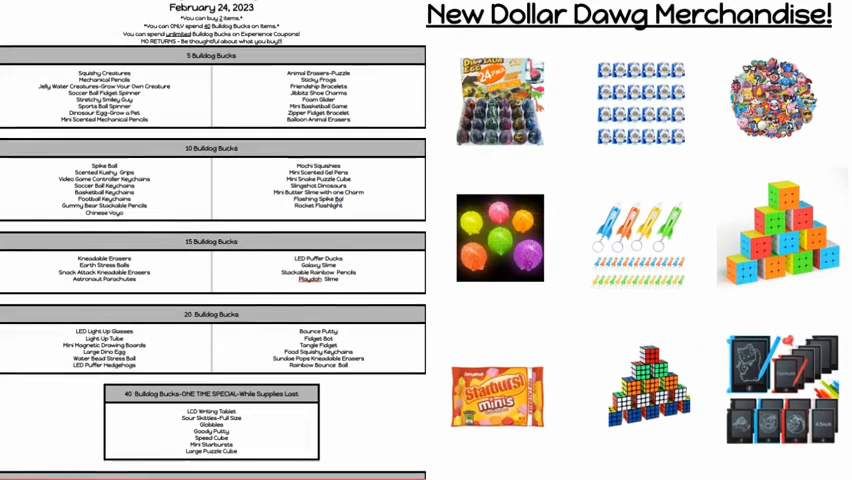 February 24, 2023
*You can buy 2 items.*
*You can ONLY spend 40 Bulldog Bucks on items.*
You can spend unlimited Bulldog Bucks on Experience Coupons!
NO RETURNS - Be thoughtful about what you buy!!!
5 Bulldog Bucks
Squishy Creatures
Mechanical Pencils
Jelly Water Creatures-Grow Your Own Creature
Soccer Ball Fidget Spinner
Stretchy Smiley Guy
Sports Ball Spinner
Dinosaur Egg-Grow a Pet
Mini Scented Mechanical Pencils
Animal Erasers-Puzzle
Sticky Frogs
Friendship Bracelets
Jibbitz Shoe Charms
Foam Glider
Mini Basketball Game
Zipper Fidget Bracelet
Balloon Animal Erasers
10 Bulldog Bucks
Spike Ball
Scented Kushy Grips
Video Game Controller Keychains
Soccer Ball Keychains
Basketball Keychains
Football Keychains
Gummy Bear Stackable Pencils
Chinese Yoyo
Mochi Squishies
Mini Scented Gel Pens
Mini Snake Puzzle Cube
Slingshot Dinosaurs
Mini Butter Slime with one Charm
Flashing Spike Bal
Rocket Flashlight
15 Bulldog Bucks
Kneadable Erasers
Earth Stress Balls
Snack Attack Kneadable Erasers
Astronaut Parachutes
LED Puffer Ducks
Galaxy Slime
Stackable Rainbow Pencils
Playdoh Slime
20 Bulldog Bucks
LED Light Up Glasses
Light Up Tube
Mini Magnetic Drawing Boards
Large Dino Egg
Water Bead Stress Ball
LED Puffer Hedgehogs
Bounce Putty
Fidget Bot
Tangle Fidget
Food Squishy Keychains
Sundae Pops Kneadable Erasers
Rainbow Bounce Ball
40 Bulldog Bucks-ONE TIME SPECIAL-While Supplies Last
LCD Writing Tablet
Sour Skittles-Full Size
Globbles
Goody Putty
Speed Cube
Mini Starbursts
Large Puzzle Cube
New Dollar Dawg Merchandise!
DINOSAUR
EGG
24 PACK
Original
Starburst
minis